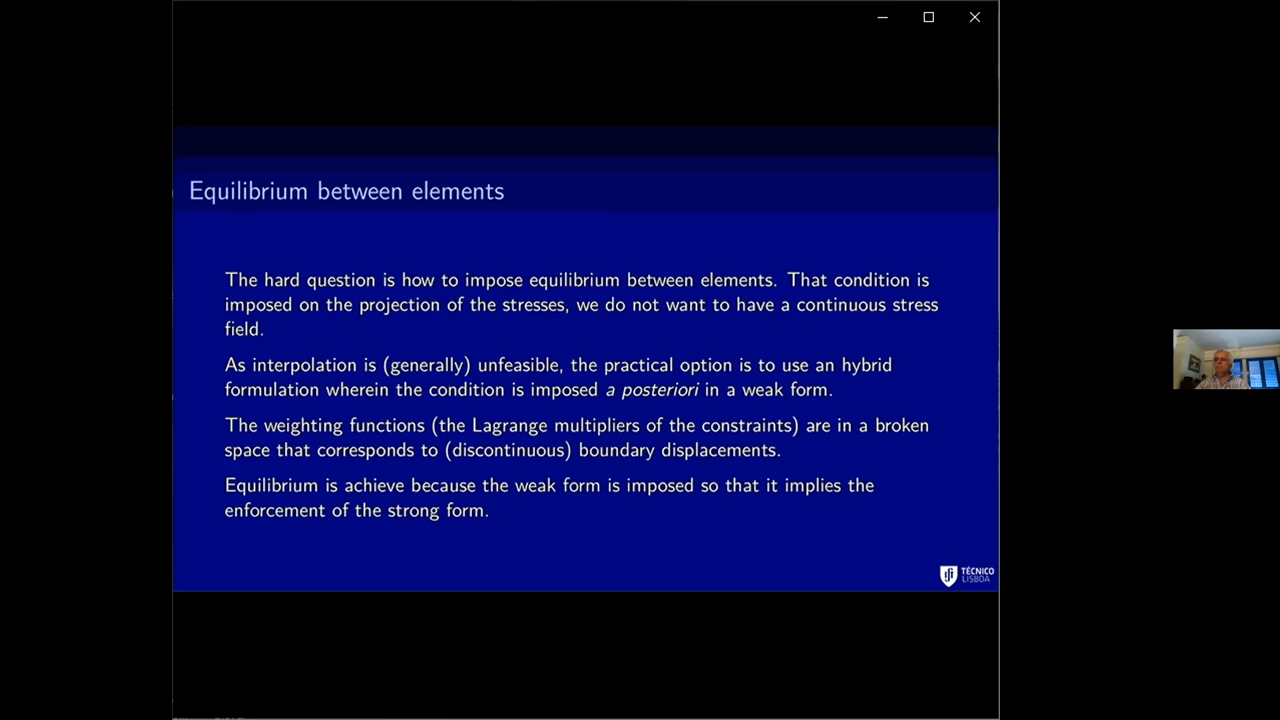 Equilibrium between elements
The hard question is how to impose equilibrium between elements. That condition is
imposed on the projection of the stresses, we do not want to have a continuous stress
field.
As interpolation is (generally) unfeasible, the practical option is to use an hybrid
formulation wherein the condition is imposed a posteriori in a weak form.
The weighting functions (the Lagrange multipliers of the constraints) are in a broken
space that corresponds to (discontinuous) boundary displacements.
Equilibrium is achieve because the weak form is imposed so that it implies the
enforcement of the strong form.
TÉCNICO
LISBOA